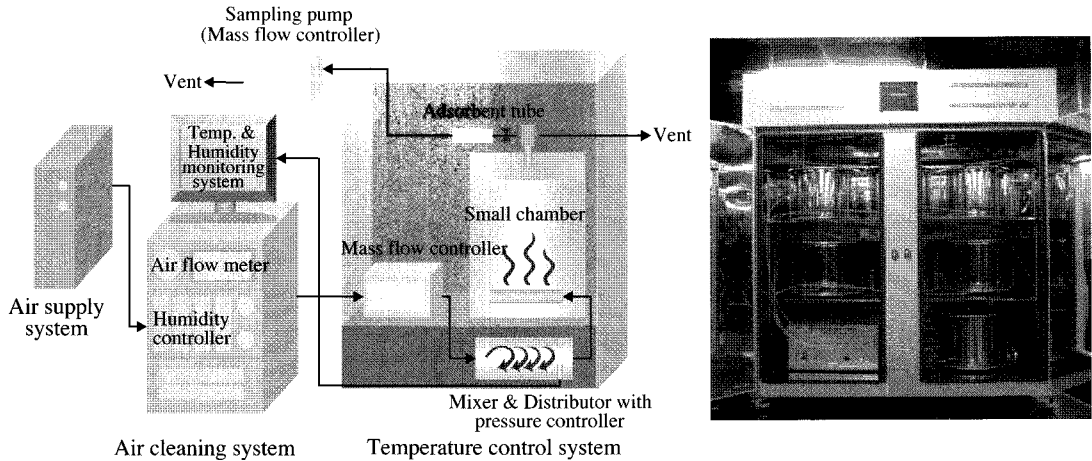 Sampling pump
(Mass flow controller)
Vent
Temp. &
Humidity
monitoring
system
Adsorbent tube
Vent
Small chamber
Mass flow controller
Air flow meter
Air supply
system
Humidity
controller
Mixer & Distributor with
pressure controller
Air cleaning system
Temperature control system